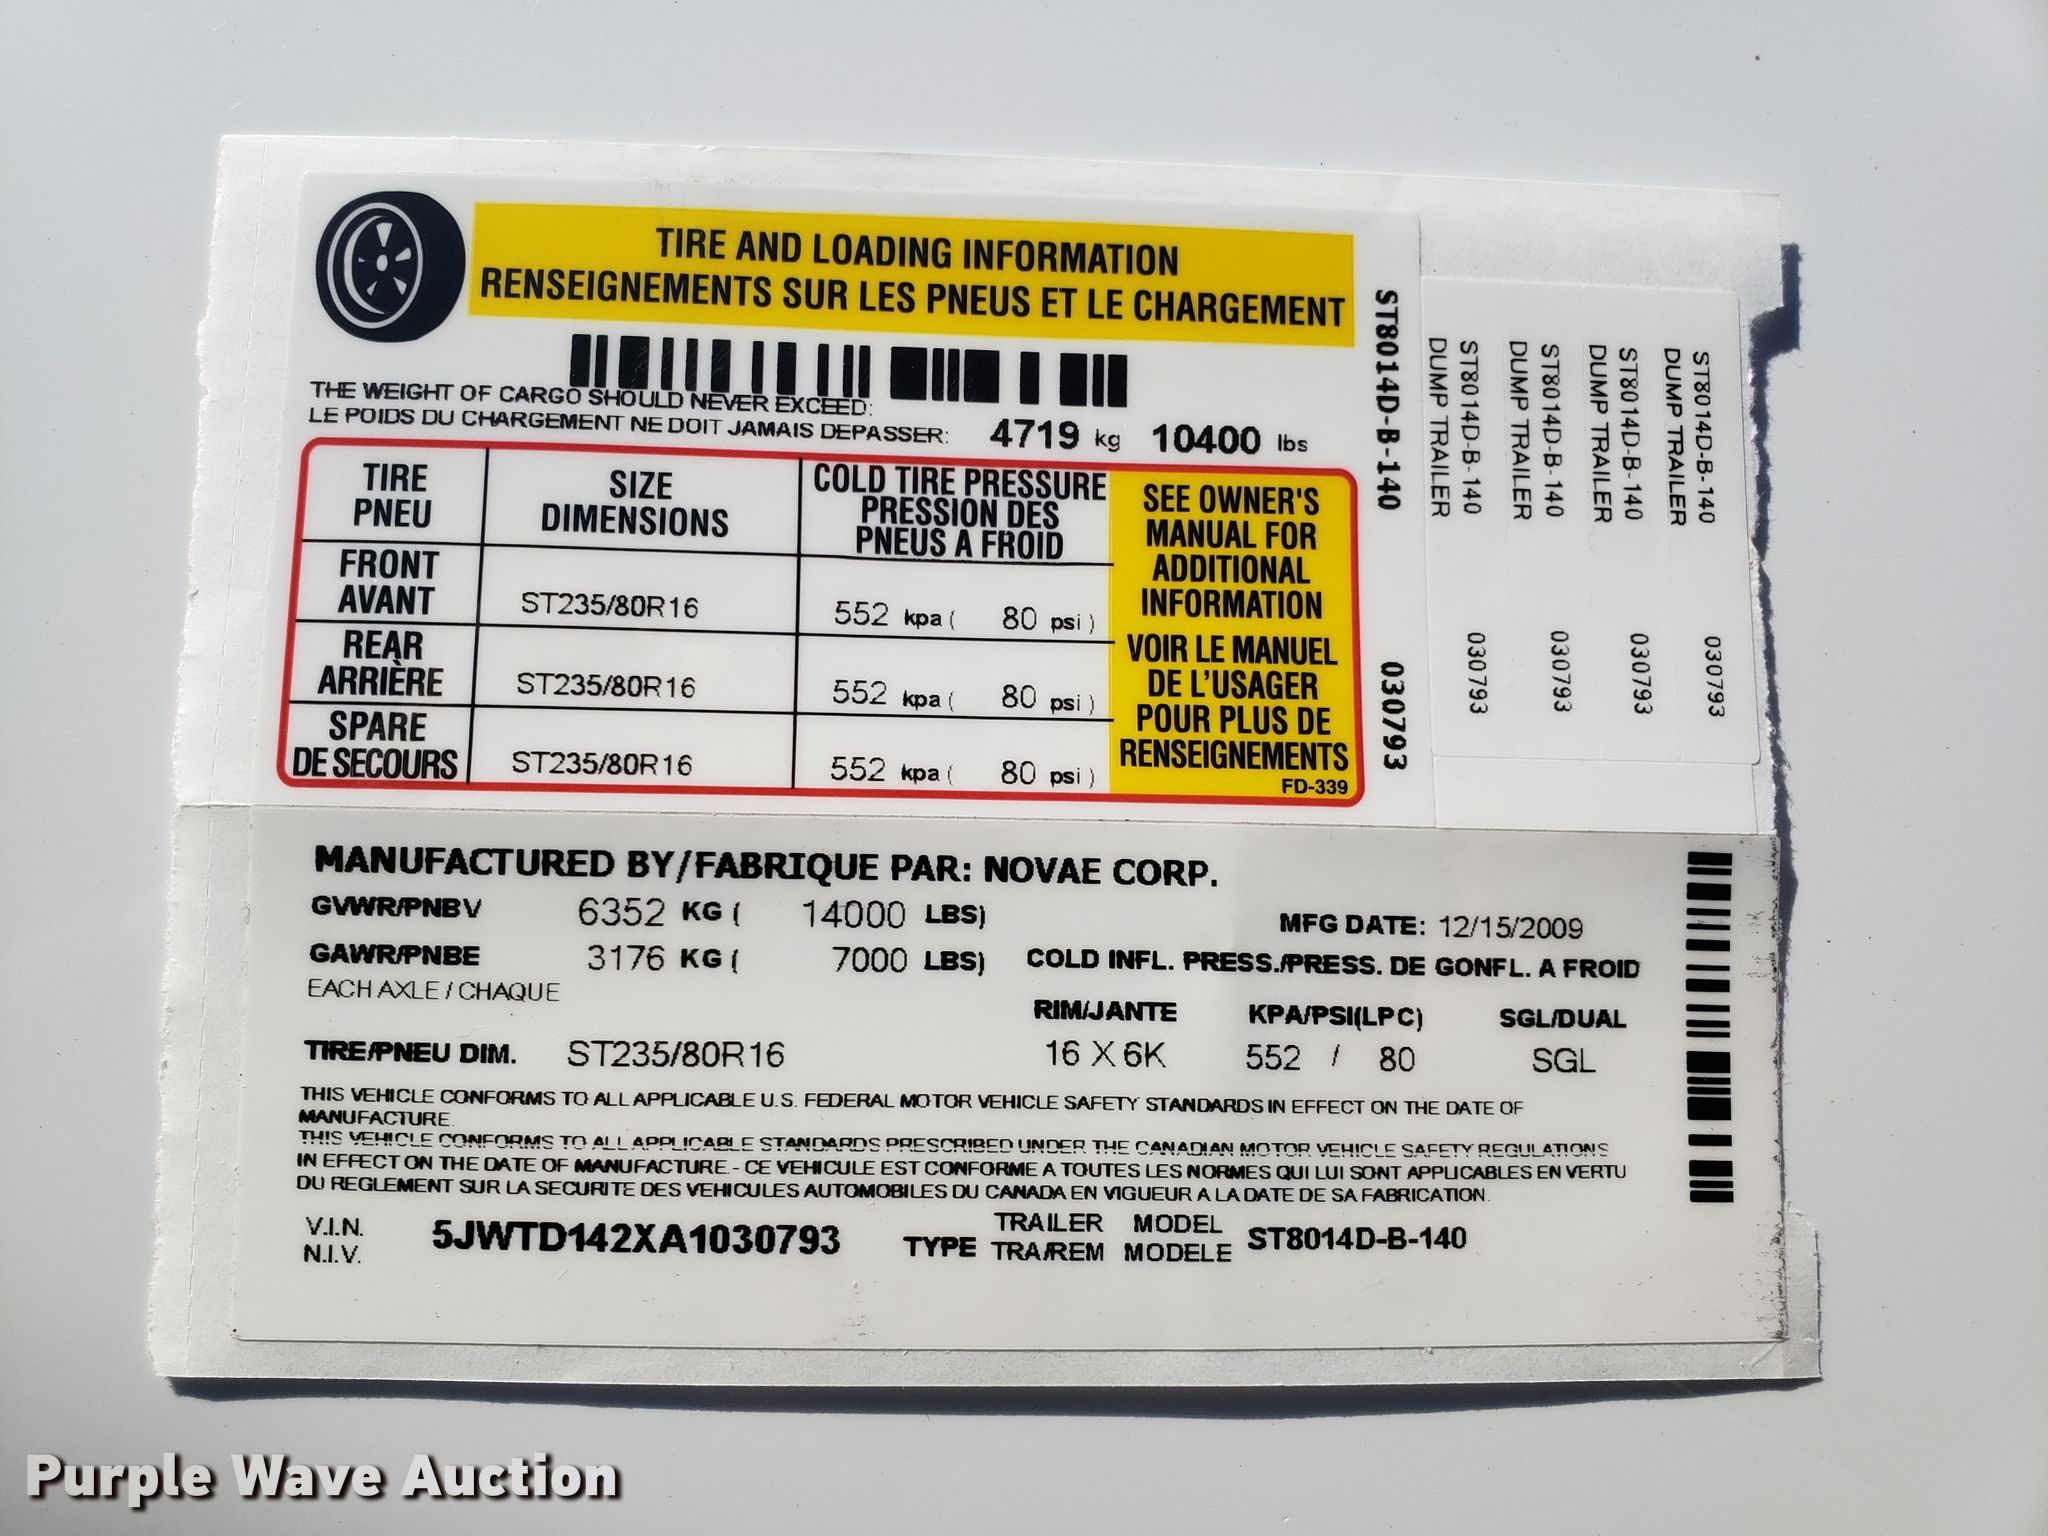 TIRE AND LOADING INFORMATION
RENSEIGNEMENTS SUR LES PNEUS ET LE CHARGEMENT
THE WEIGHT OF CARGO SHOULD NEVER EXCEED:
LE POIDS DU CHARGEMENT NE DOIT JAMAIS DEPASSER: 4719 kg 10400 lbs
TIRE
PNEU
SIZE
DIMENSIONS
COLD TIRE PRESSURE
PRESSION DES
PNEUS A FROID
FRONT
AVANT
ST235/80R16
552 kpa ( 80 psi )
REAR
ARRIÈRE
ST235/80R16
552 kpa ( 80 psi )
SPARE
DE SECOURS
ST235/80R16
552 kpa ( 80 psi )
SEE OWNER'S
MANUAL FOR
ADDITIONAL
INFORMATION
VOIR LE MANUEL
DE L'USAGER
POUR PLUS DE
RENSEIGNEMENTS
FD-339
ST8014D-B-140 030793
ST8014D-B-140 030793
DUMP TRAILER
ST8014D-B-140 030793
DUMP TRAILER
ST8014D-B-140 030793
DUMP TRAILER
ST8014D-B-140 030793
DUMP TRAILER
MANUFACTURED BY/FABRIQUE PAR: NOVAE CORP.
GVWR/PNBV 6352 KG ( 14000 LBS) MFG DATE: 12/15/2009
GAWR/PNBE 3176 KG ( 7000 LBS) COLD INFL. PRESS./PRESS. DE GONFL. A FROID
EACH AXLE / CHAQUE
RIM/JANTE KPA/PSI(LPC) SGL/DUAL
TIRE/PNEU DIM. ST235/80R16 16 X 6K 552 / 80 SGL
THIS VEHICLE CONFORMS TO ALL APPLICABLE U.S. FEDERAL MOTOR VEHICLE SAFETY STANDARDS IN EFFECT ON THE DATE OF
MANUFACTURE.
THIS VEHICLE CONFORMS TO ALL APPLICABLE STANDARDS PRESCRIBED UNDER THE CANADIAN MOTOR VEHICLE SAFETY REGULATIONS
IN EFFECT ON THE DATE OF MANUFACTURE - CE VEHICULE EST CONFORME A TOUTES LES NORMES QUI LUI SONT APPLICABLES EN VERTU
DU REGLEMENT SUR LA SECURITE DES VEHICULES AUTOMOBILES DU CANADA EN VIGUEUR A LA DATE DE SA FABRICATION.
V.I.N.
N.I.V.
5JWTD142XA1030793
TYPE
TRAILER MODEL
TRA/REM MODELE
ST8014D-B-140
Purple Wave Auction